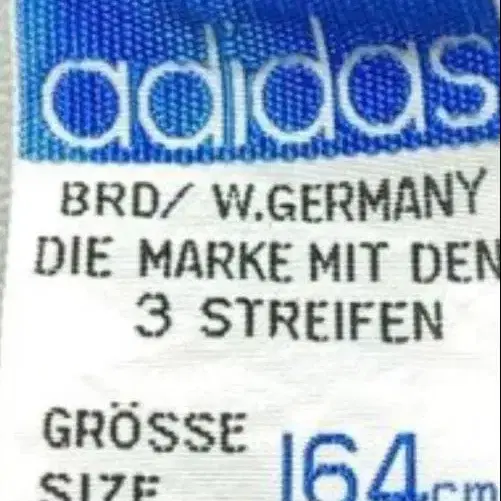 adidas
BRD/ W.GERMANY
DIE MARKE MIT DEN
3 STREIFEN
GRÖSSE
SIZE 164cm